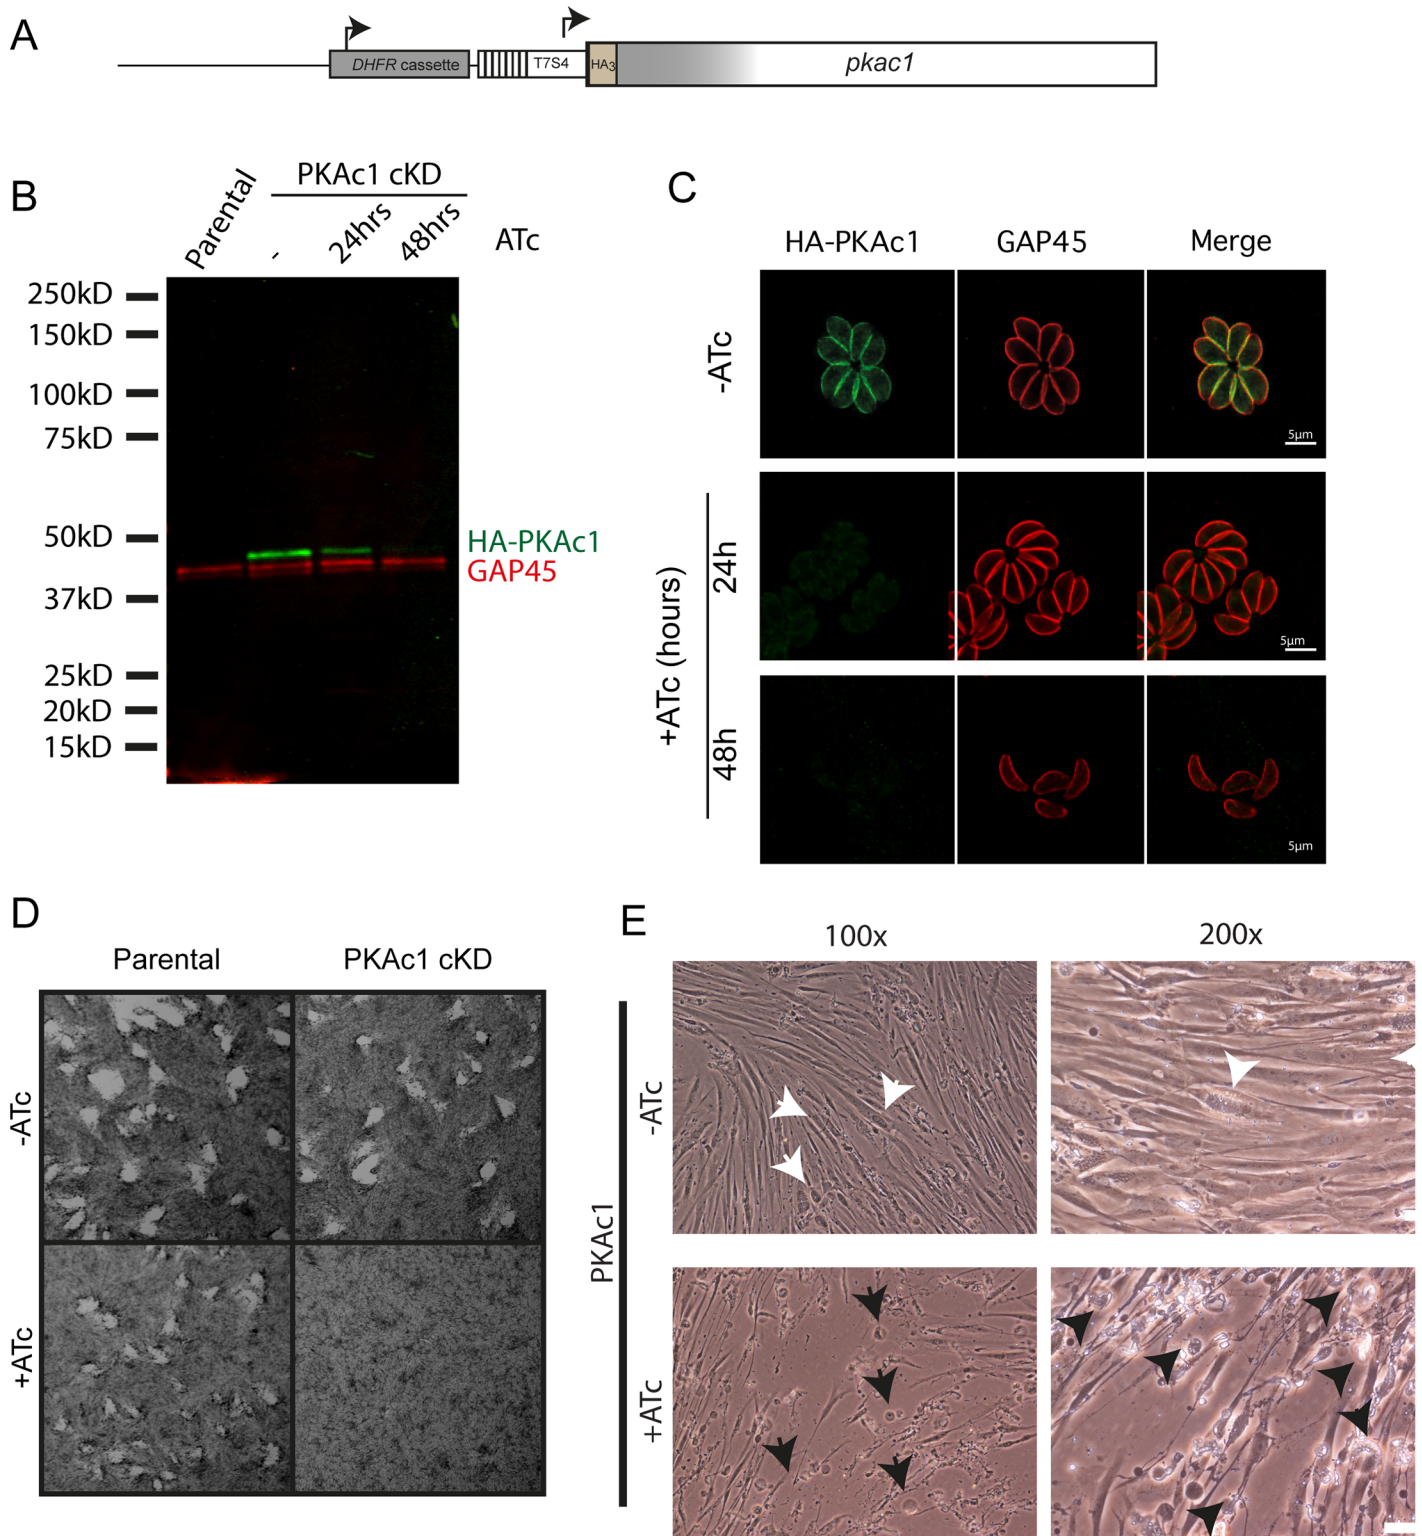 A
DHFR cassette
T7S4
HA3
pkac1
B
Parental
PKAc1 cKD
-
24hrs
48hrs
ATc
250kD
150kD
100kD
75kD
50kD
37kD
25kD
20kD
15kD
HA-PKAc1
GAP45
C
HA-PKAc1 GAP45 Merge
-ATc
+ATc (hours)
24h
48h
5µm
5µm
5µm
D
Parental PKAc1 cKD
-ATc
+ATc
E
100x 200x
PKAc1
-ATc
+ATc